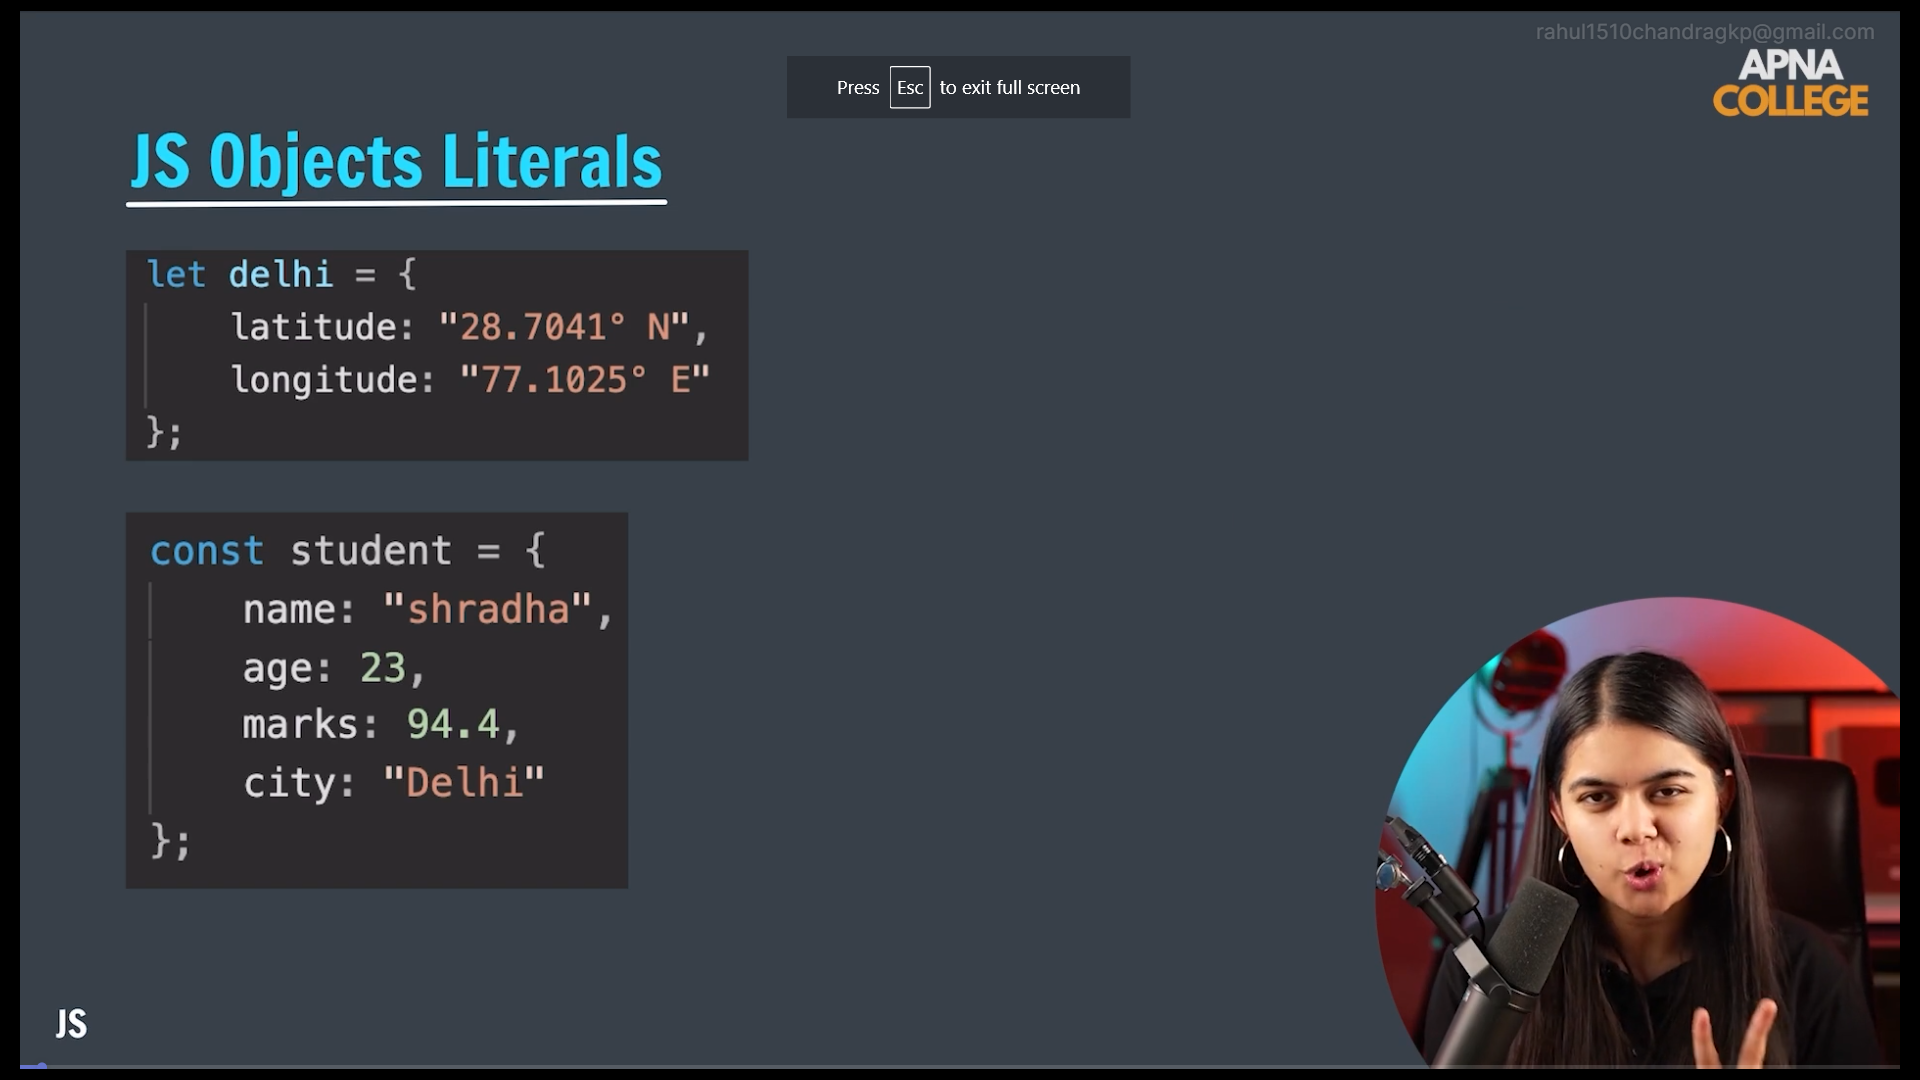 rahul1510chandragkp@gmail.com
APNA
COLLEGE
Press Esc to exit full screen
JS Objects Literals
let delhi = {
latitude: "28.7041° N",
longitude: "77.1025° E"
};
const student = {
name: "shradha",
age: 23,
marks: 94.4,
city: "Delhi"
};
JS